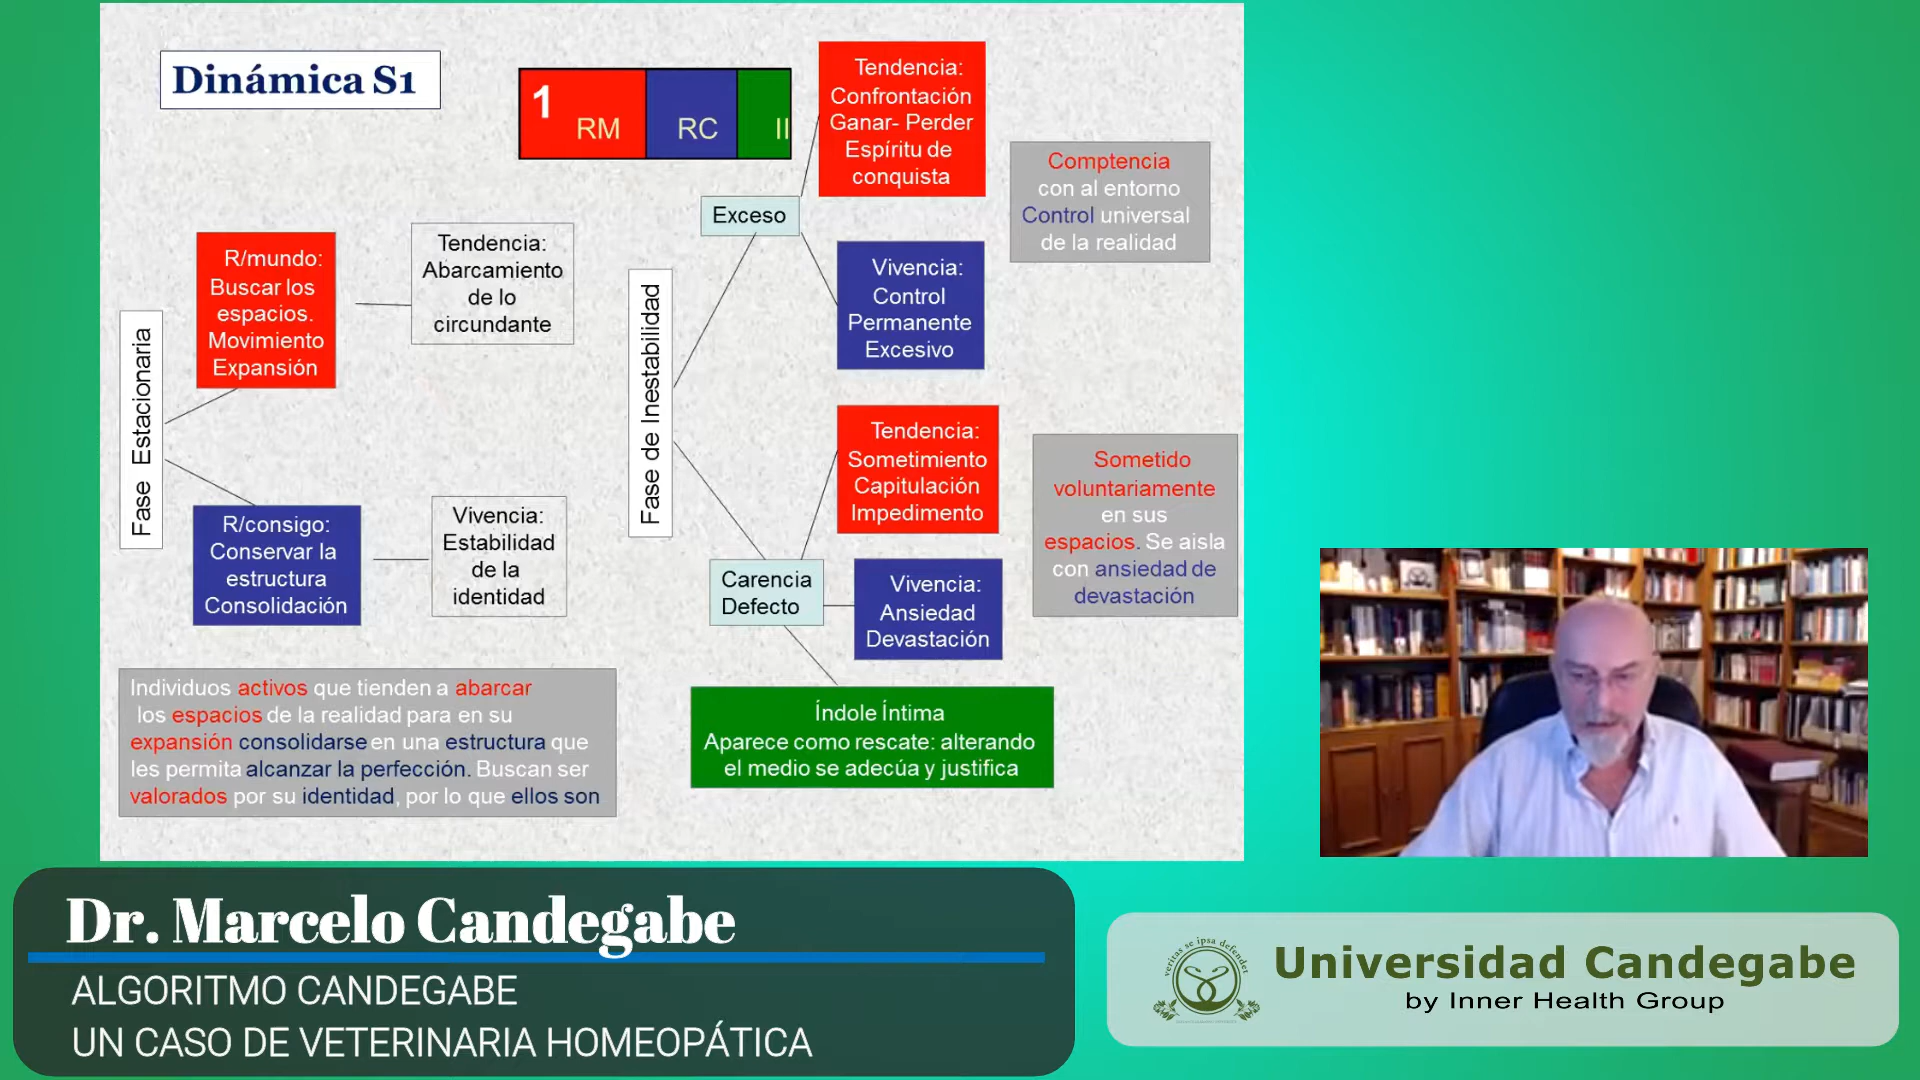 Dinámica S1
1
RM
RC
II
Tendencia:
Confrontación
Ganar- Perder
Espíritu de
conquista
Comptencia
con al entorno
Control universal
de la realidad
Exceso
Vivencia:
Control
Permanente
Excesivo
R/mundo:
Buscar los
espacios.
Movimiento
Expansión
Tendencia:
Abarcamiento
de lo
circundante
Fase Estacionaria
Fase de Inestabilidad
R/consigo:
Conservar la
estructura
Consolidación
Vivencia:
Estabilidad
de la
identidad
Tendencia:
Sometimiento
Capitulación
Impedimento
Sometido
voluntariamente
en sus
espacios. Se aisla
con ansiedad de
devastación
Carencia
Defecto
Vivencia:
Ansiedad
Devastación
Individuos activos que tienden a abarcar
los espacios de la realidad para en su
expansión consolidarse en una estructura que
les permita alcanzar la perfección. Buscan ser
valorados por su identidad, por lo que ellos son
Índole Íntima
Aparece como rescate: alterando
el medio se adecúa y justifica
Dr. Marcelo Candegabe
ALGORITMO CANDEGABE
UN CASO DE VETERINARIA HOMEOPÁTICA
veritas se ipsa defender
Universidad Candegabe
by Inner Health Group